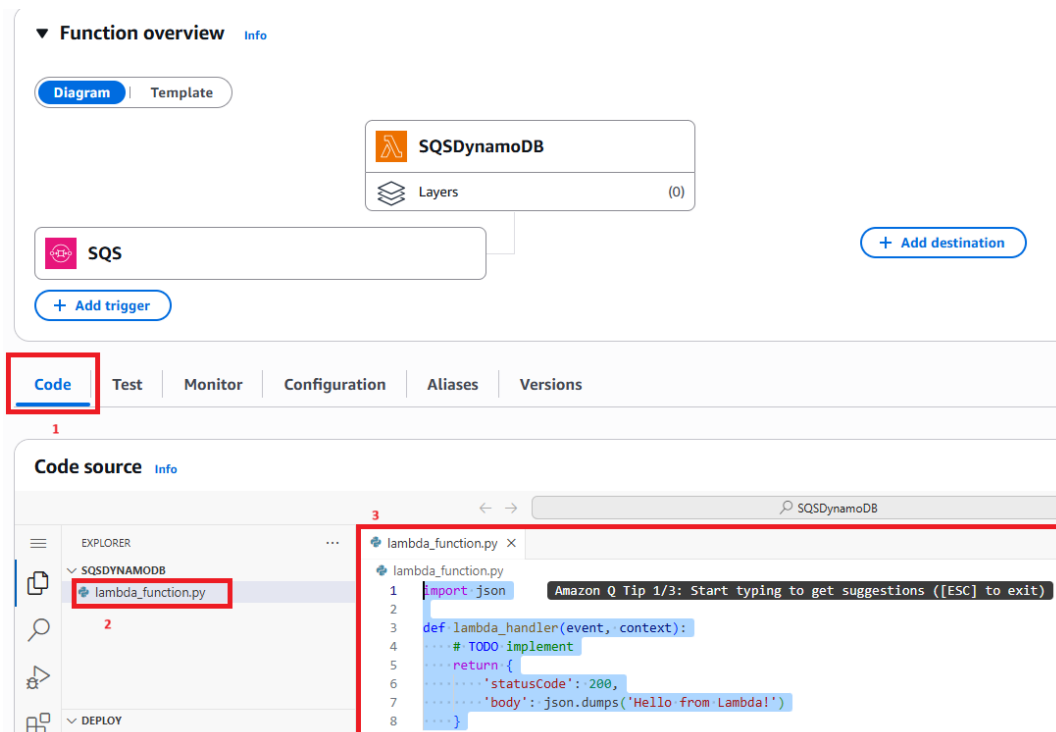 ▼ Function overview Info
Diagram | Template
SQSDynamoDB
Layers (0)
SQS
+ Add destination
+ Add trigger
Code Test Monitor Configuration Aliases Versions
1
Code source Info
← → SQSDynamoDB
3
EXPLORER ...
lambda_function.py ×
SQSDYNAMODB
lambda_function.py
lambda_function.py
2
1 import json Amazon Q Tip 1/3: Start typing to get suggestions ([ESC] to exit)
2
3 def lambda_handler(event, context):
4 # TODO implement
5 return {
6 'statusCode': 200,
7 'body': json.dumps('Hello from Lambda!')
8 }
DEPLOY